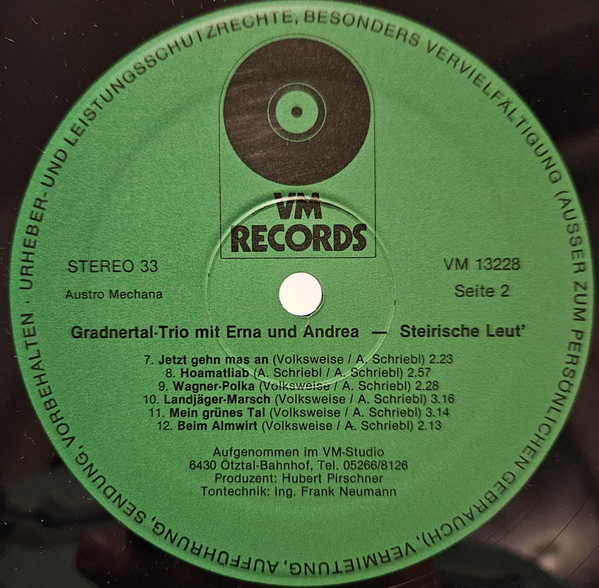 URHEBER- UND LEISTUNGSSCHUTZRECHTE, BESONDERS VERVIELFÄLTIGUNG (AUSSER ZUM PERSÖNLICHEN GEBRAUCH), VERMIETUNG, AUFFÜHRUNG, SENDUNG, VORBEHALTEN ·
VM
RECORDS
STEREO 33
VM 13228
Austro Mechana
Seite 2
Gradnertal-Trio mit Erna und Andrea — Steirische Leut'
7. Jetzt gehn mas an (Volksweise / A. Schriebl) 2.23
8. Hoamatliab (A. Schriebl / A. Schriebl) 2.57
9. Wagner-Polka (Volksweise / A. Schriebl) 2.28
10. Landjäger-Marsch (Volksweise / A. Schriebl) 3.16
11. Mein grünes Tal (Volksweise / A. Schriebl) 3.14
12. Beim Almwirt (Volksweise / A. Schriebl) 2.13
Aufgenommen im VM-Studio
6430 Ötztal-Bahnhof, Tel. 05266/8126
Produzent: Hubert Pirschner
Tontechnik: Ing. Frank Neumann